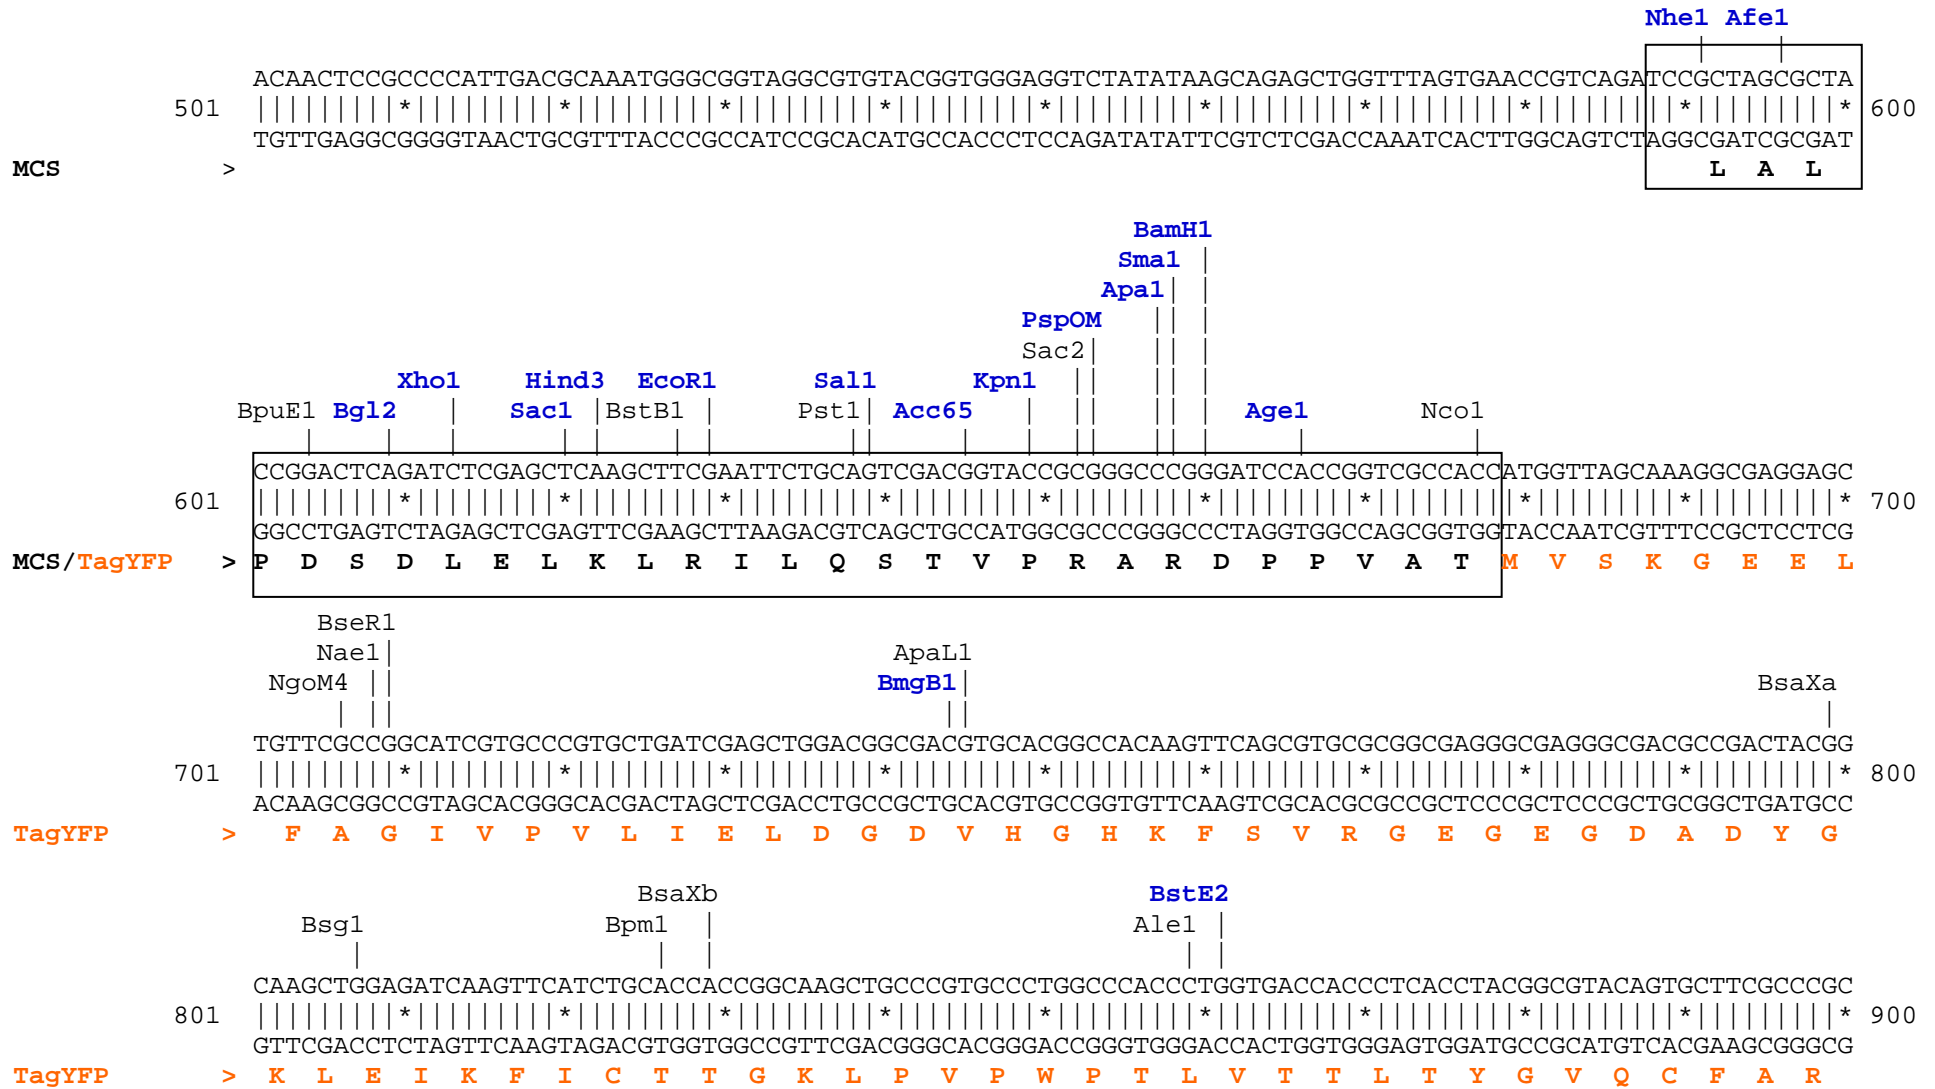 Nhe1 Afe1
| |
ACAACTCCGCCCCATTGACGCAAATGGGCGGTAGGCGTGTACGGTGGGAGGTCTATATAAGCAGAGCTGGTTTAGTGAACCGTCAGATCCGCTAGCGCTA
501 |||||||||*|||||||||*|||||||||*|||||||||*|||||||||*|||||||||*|||||||||*|||||||||*|||||||||*|||||||||* 600
TGTTGAGGCGGGGTAACTGCGTTTACCCGCCATCCGCACATGCCACCCTCCAGATATATTCGTCTCGACCAAATCACTTGGCAGTCTAGGCGATCGCGAT
MCS > L A L
BamH1
Sma1 |
Apa1| |
PspOM || |
Sac2| || |
Xho1 Hind3 EcoR1 Sal1 Kpn1 || || |
BpuE1 Bgl2 | Sac1 |BstB1 | Pst1| Acc65 | || || | Age1 Nco1
| | | | | | | || | | || || | | |
CCGGACTCAGATCTCGAGCTCAAGCTTCGAATTCTGCAGTCGACGGTACCGCGGGCCCGGGATCCACCGGTCGCCACCATGGTTAGCAAAGGCGAGGAGC
601 |||||||||*|||||||||*|||||||||*|||||||||*|||||||||*|||||||||*|||||||||*|||||||||*|||||||||*|||||||||* 700
GGCCTGAGTCTAGAGCTCGAGTTCGAAGCTTAAGACGTCAGCTGCCATGGCGCCCGGGCCCTAGGTGGCCAGCGGTGGTACCAATCGTTTCCGCTCCTCG
MCS/TagYFP > P D S D L E L K L R I L Q S T V P R A R D P P V A T M V S K G E E L
BseR1
Nae1| ApaL1
NgoM4 || BmgB1| BsaXa
| || || |
TGTTCGCCGGCATCGTGCCCGTGCTGATCGAGCTGGACGGCGACGTGCACGGCCACAAGTTCAGCGTGCGCGGCGAGGGCGAGGGCGACGCCGACTACGG
701 |||||||||*|||||||||*|||||||||*|||||||||*|||||||||*|||||||||*|||||||||*|||||||||*|||||||||*|||||||||* 800
ACAAGCGGCCGTAGCACGGGCACGACTAGCTCGACCTGCCGCTGCACGTGCCGGTGTTCAAGTCGCACGCGCCGCTCCCGCTCCCGCTGCGGCTGATGCC
TagYFP > F A G I V P V L I E L D G D V H G H K F S V R G E G E G D A D Y G
BsaXb BstE2
Bsg1 Bpm1 | Ale1 |
| | | | |
CAAGCTGGAGATCAAGTTCATCTGCACCACCGGCAAGCTGCCCGTGCCCTGGCCCACCCTGGTGACCACCCTCACCTACGGCGTACAGTGCTTCGCCCGC
801 |||||||||*|||||||||*|||||||||*|||||||||*|||||||||*|||||||||*|||||||||*|||||||||*|||||||||*|||||||||* 900
GTTCGACCTCTAGTTCAAGTAGACGTGGTGGCCGTTCGACGGGCACGGGACCGGGTGGGACCACTGGTGGGAGTGGATGCCGCATGTCACGAAGCGGGCG
TagYFP > K L E I K F I C T T G K L P V P W P T L V T T L T Y G V Q C F A R